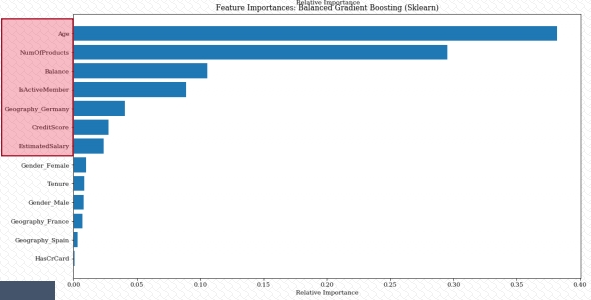 Relative Importance
Feature Importances: Balanced Gradient Boosting (Sklearn)
Age
NumOfProducts
Balance
IsActiveMember
Geography_Germany
CreditScore
EstimatedSalary
Gender_Female
Tenure
Gender_Male
Geography_France
Geography_Spain
HasCrCard
0.00 0.05 0.10 0.15 0.20 0.25 0.30 0.35 0.40
Relative Importance